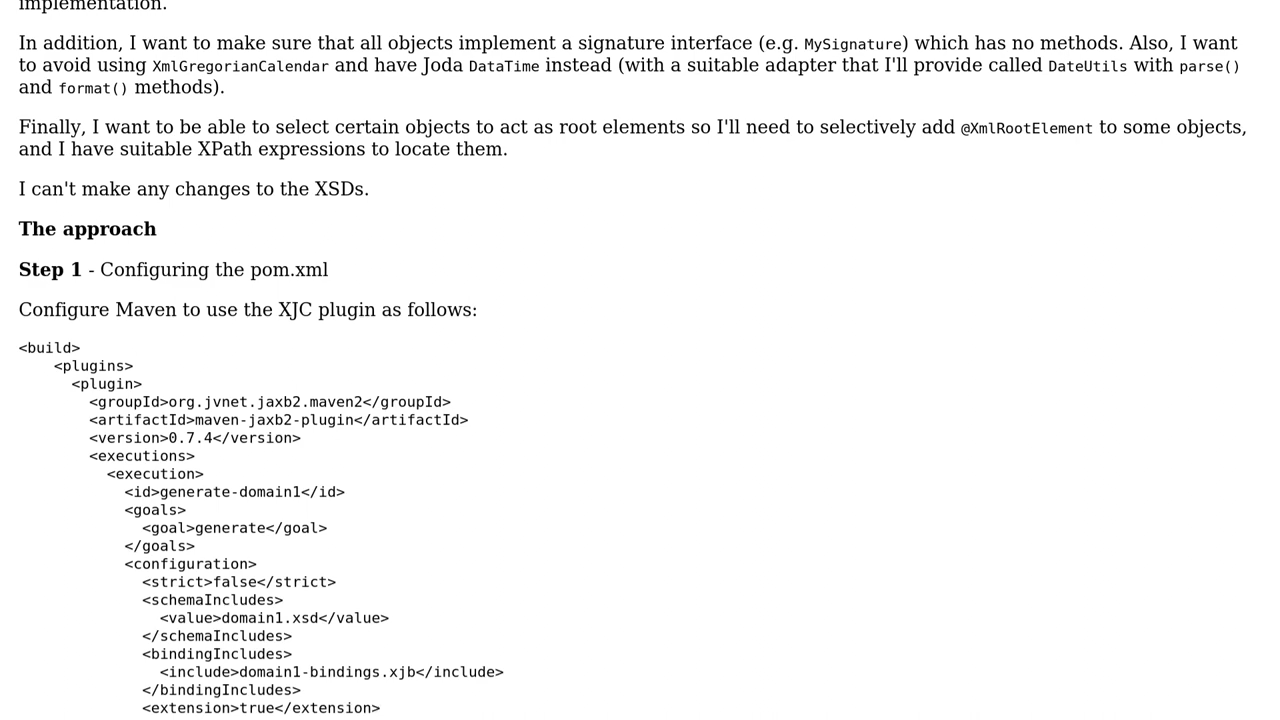 implementation.
In addition, I want to make sure that all objects implement a signature interface (e.g. MySignature) which has no methods. Also, I want
to avoid using XmlGregorianCalendar and have Joda DataTime instead (with a suitable adapter that I'll provide called DateUtils with parse()
and format() methods).
Finally, I want to be able to select certain objects to act as root elements so I'll need to selectively add @XmlRootElement to some objects,
and I have suitable XPath expressions to locate them.
I can't make any changes to the XSDs.
The approach
Step 1 - Configuring the pom.xml
Configure Maven to use the XJC plugin as follows:
<build>
    <plugins>
      <plugin>
        <groupId>org.jvnet.jaxb2.maven2</groupId>
        <artifactId>maven-jaxb2-plugin</artifactId>
        <version>0.7.4</version>
        <executions>
          <execution>
            <id>generate-domain1</id>
            <goals>
              <goal>generate</goal>
            </goals>
            <configuration>
              <strict>false</strict>
              <schemaIncludes>
                <value>domain1.xsd</value>
              </schemaIncludes>
              <bindingIncludes>
                <include>domain1-bindings.xjb</include>
              </bindingIncludes>
              <extension>true</extension>